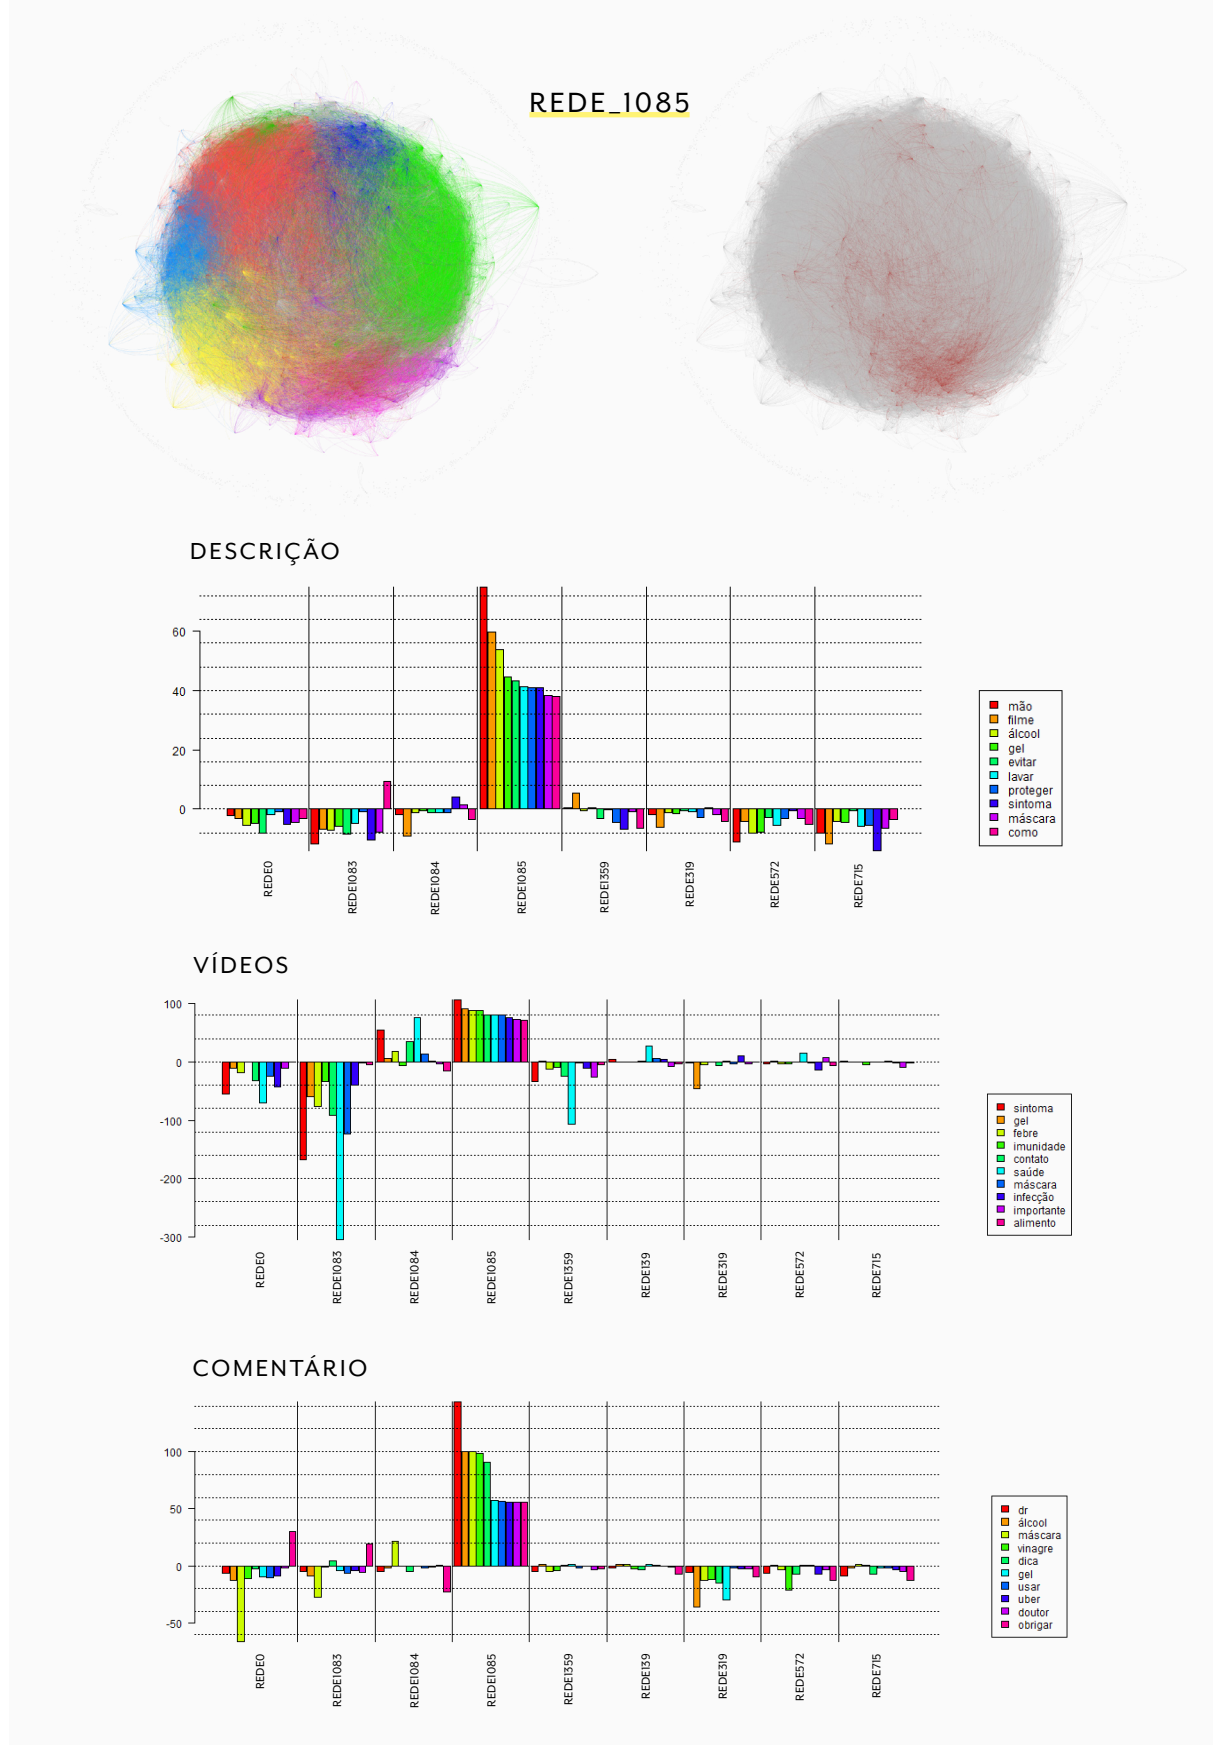 REDE_1085
DESCRIÇÃO
60
40
20
0
REDE0
REDE1083
REDE1084
REDE1085
REDE1359
REDE319
REDE572
REDE715
mão
filme
álcool
gel
evitar
lavar
proteger
sintoma
máscara
como
VÍDEOS
100
0
-100
-200
-300
REDE0
REDE1083
REDE1084
REDE1085
REDE1359
REDE139
REDE319
REDE572
REDE715
sintoma
gel
febre
imunidade
contato
saúde
máscara
infecção
importante
alimento
COMENTÁRIO
100
50
0
-50
REDE0
REDE1083
REDE1084
REDE1085
REDE1359
REDE139
REDE319
REDE572
REDE715
dr
álcool
máscara
vinagre
dica
gel
usar
uber
doutor
obrigar